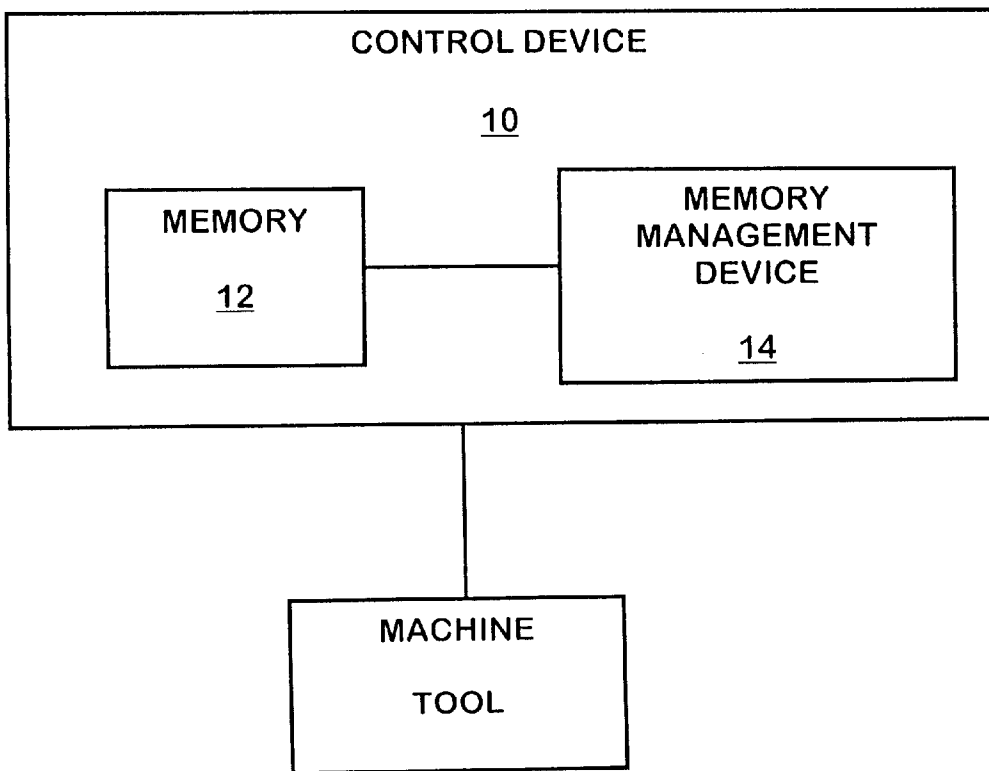 CONTROL DEVICE
10
MEMORY
12
MEMORY
MANAGEMENT
DEVICE
14
MACHINE
TOOL